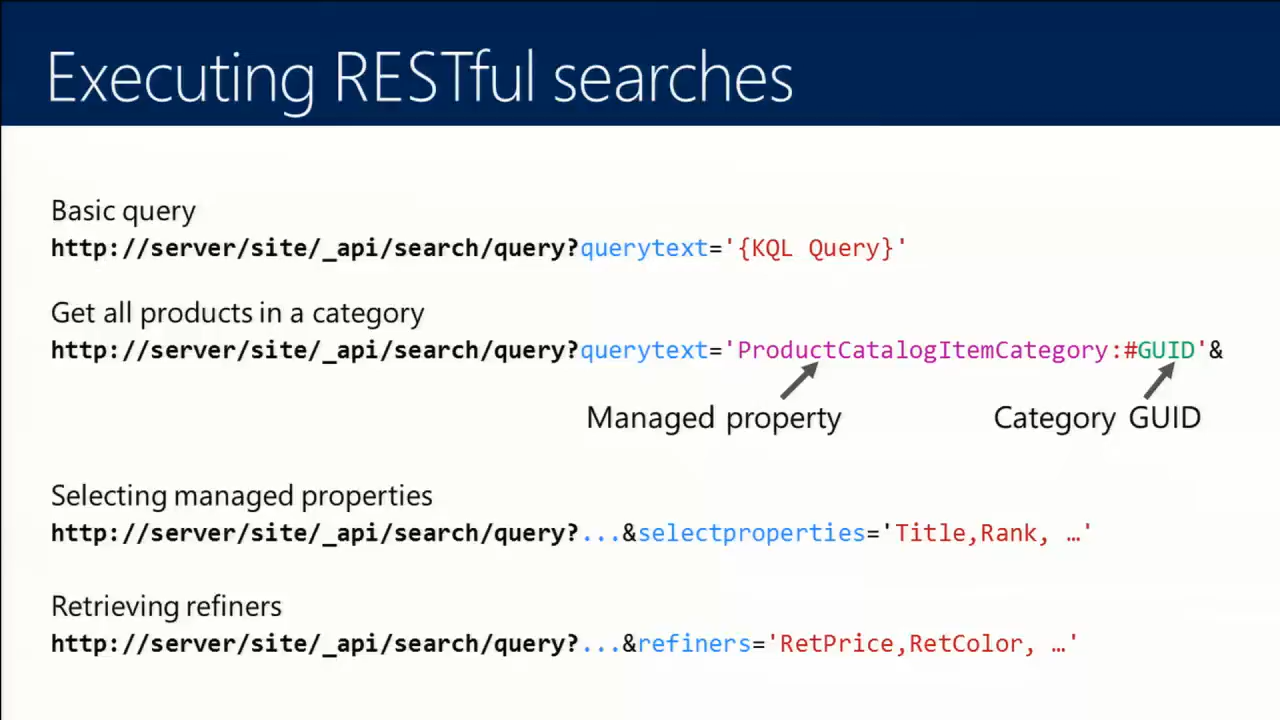 Executing RESTful searches
Basic query
http://server/site/_api/search/query?querytext='{KQL Query}'
Get all products in a category
http://server/site/_api/search/query?querytext='ProductCatalogItemCategory:#GUID'&
Managed property Category GUID
Selecting managed properties
http://server/site/_api/search/query?...&selectproperties='Title,Rank, …'
Retrieving refiners
http://server/site/_api/search/query?...&refiners='RetPrice,RetColor, …'